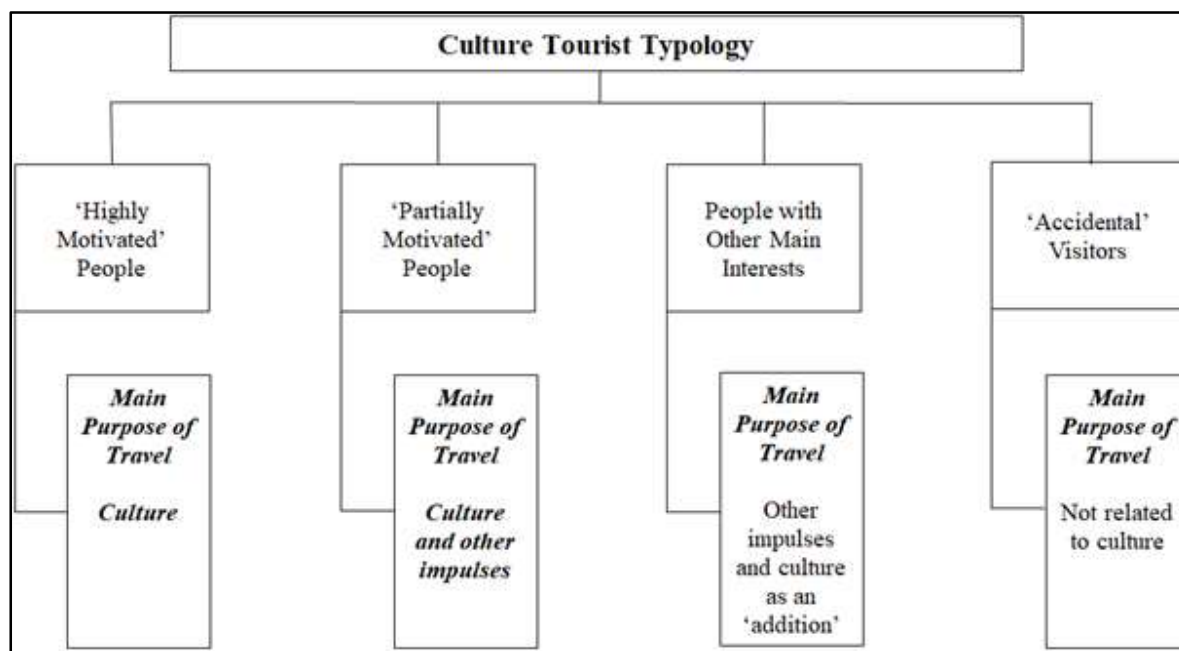 Culture Tourist Typology
‘Highly
Motivated’
People
‘Partially
Motivated’
People
People with
Other Main
Interests
‘Accidental’
Visitors
Main
Purpose of
Travel
Culture
Main
Purpose of
Travel
Culture
and other
impulses
Main
Purpose of
Travel
Other
impulses
and culture
as an
‘addition’
Main
Purpose of
Travel
Not related
to culture